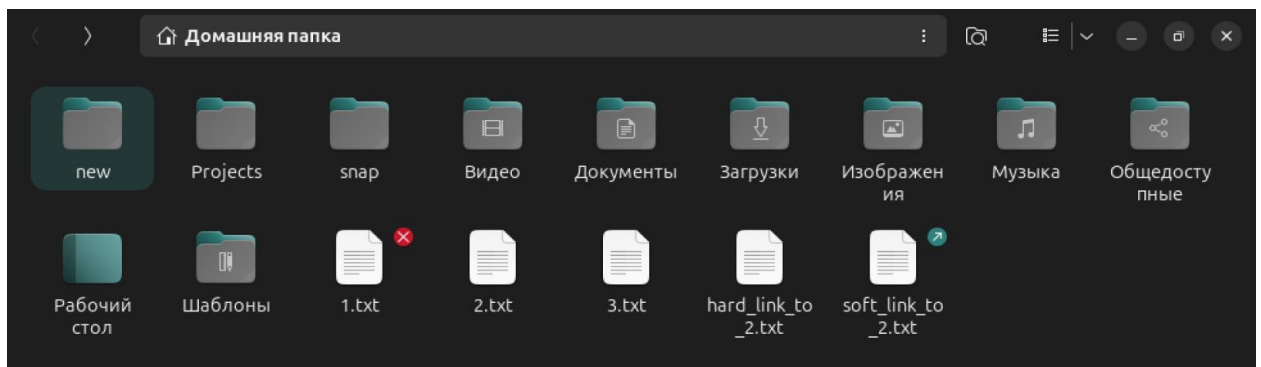 Домашняя папка
new
Projects
snap
Видео
Документы
Загрузки
Изображен
ия
Музыка
Общедосту
пные
Рабочий
стол
Шаблоны
1.txt
2.txt
3.txt
hard_link_to
_2.txt
soft_link_to
_2.txt